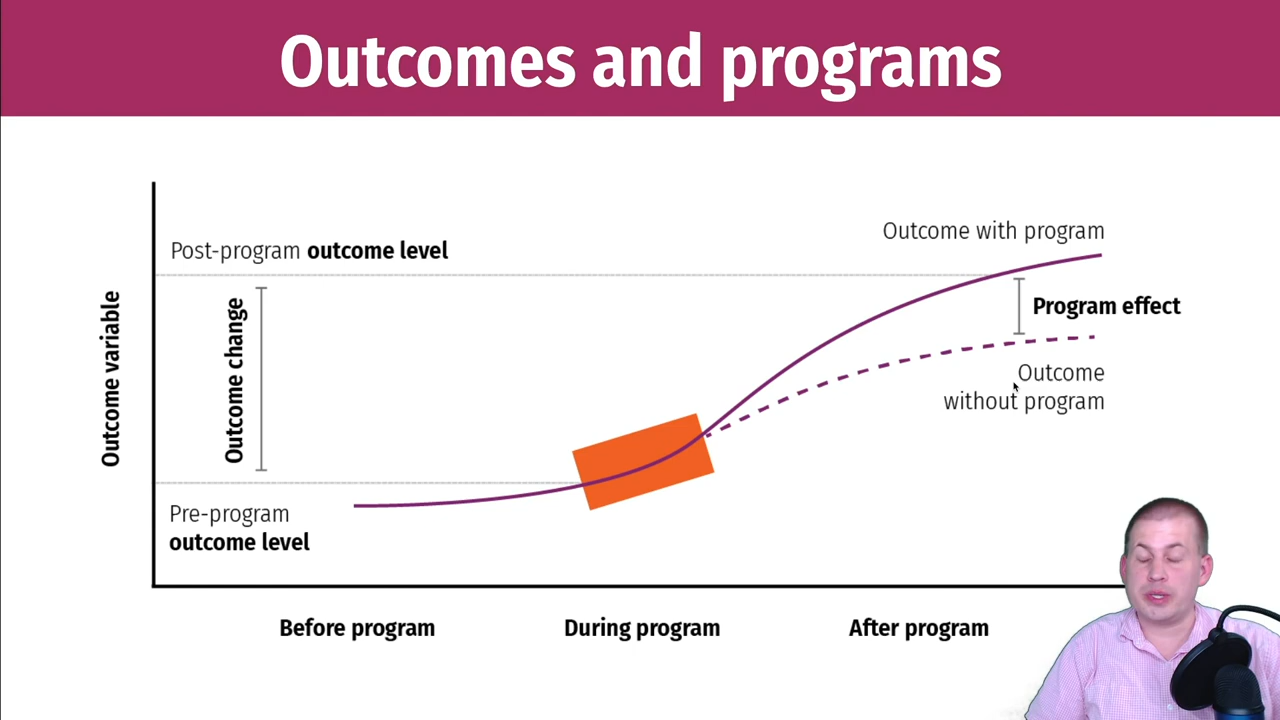 Outcomes and programs
Outcome with program
Post-program outcome level
Program effect
Outcome variable
Outcome change
Outcome
without program
Pre-program
outcome level
Before program
During program
After program